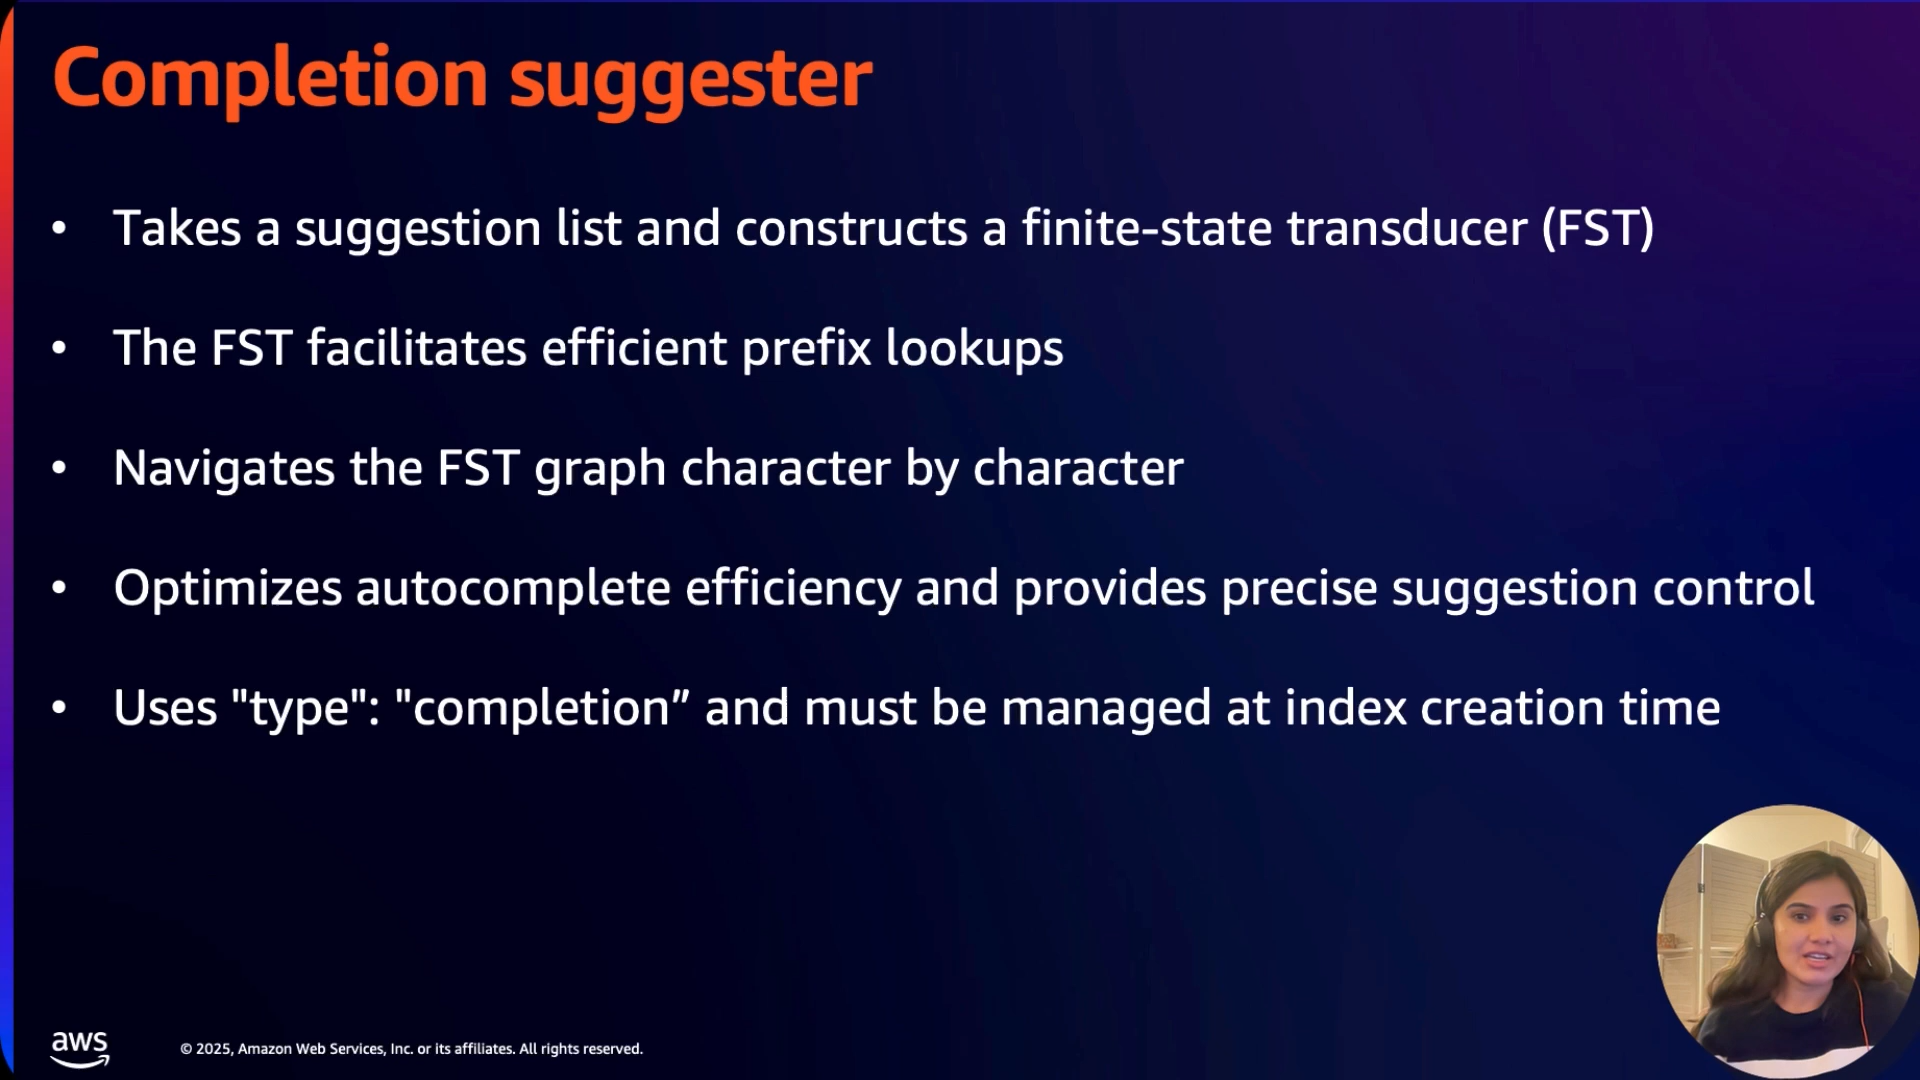 Completion suggester
• Takes a suggestion list and constructs a finite-state transducer (FST)
• The FST facilitates efficient prefix lookups
• Navigates the FST graph character by character
• Optimizes autocomplete efficiency and provides precise suggestion control
• Uses "type": "completion” and must be managed at index creation time
aws
© 2025, Amazon Web Services, Inc. or its affiliates. All rights reserved.